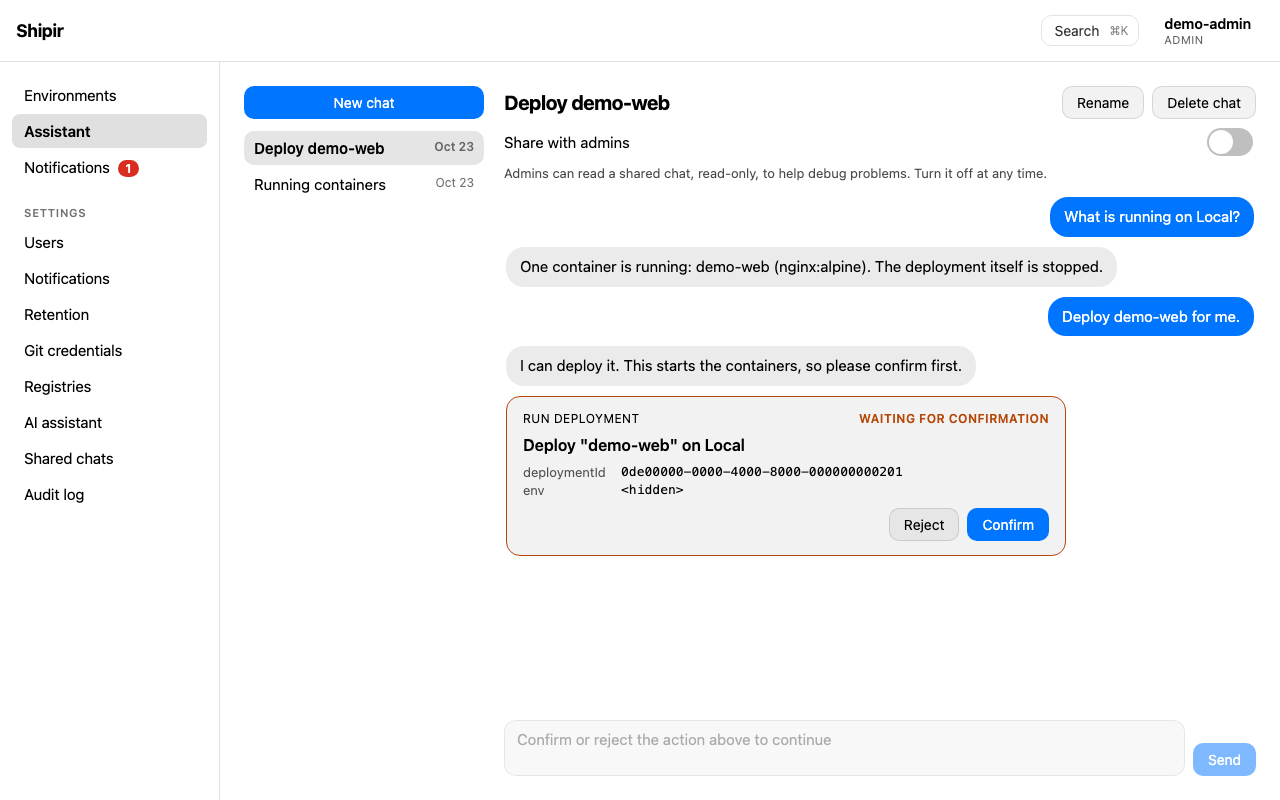 Shipir
Search ⌘K
demo-admin
ADMIN
Environments
Assistant
Notifications 1
SETTINGS
Users
Notifications
Retention
Git credentials
Registries
AI assistant
Shared chats
Audit log
New chat
Deploy demo-web Oct 23
Running containers Oct 23
Deploy demo-web
Rename
Delete chat
Share with admins
Admins can read a shared chat, read-only, to help debug problems. Turn it off at any time.
What is running on Local?
One container is running: demo-web (nginx:alpine). The deployment itself is stopped.
Deploy demo-web for me.
I can deploy it. This starts the containers, so please confirm first.
RUN DEPLOYMENT WAITING FOR CONFIRMATION
Deploy "demo-web" on Local
deploymentId 0de00000-0000-4000-8000-000000000201
env <hidden>
Reject
Confirm
Confirm or reject the action above to continue
Send